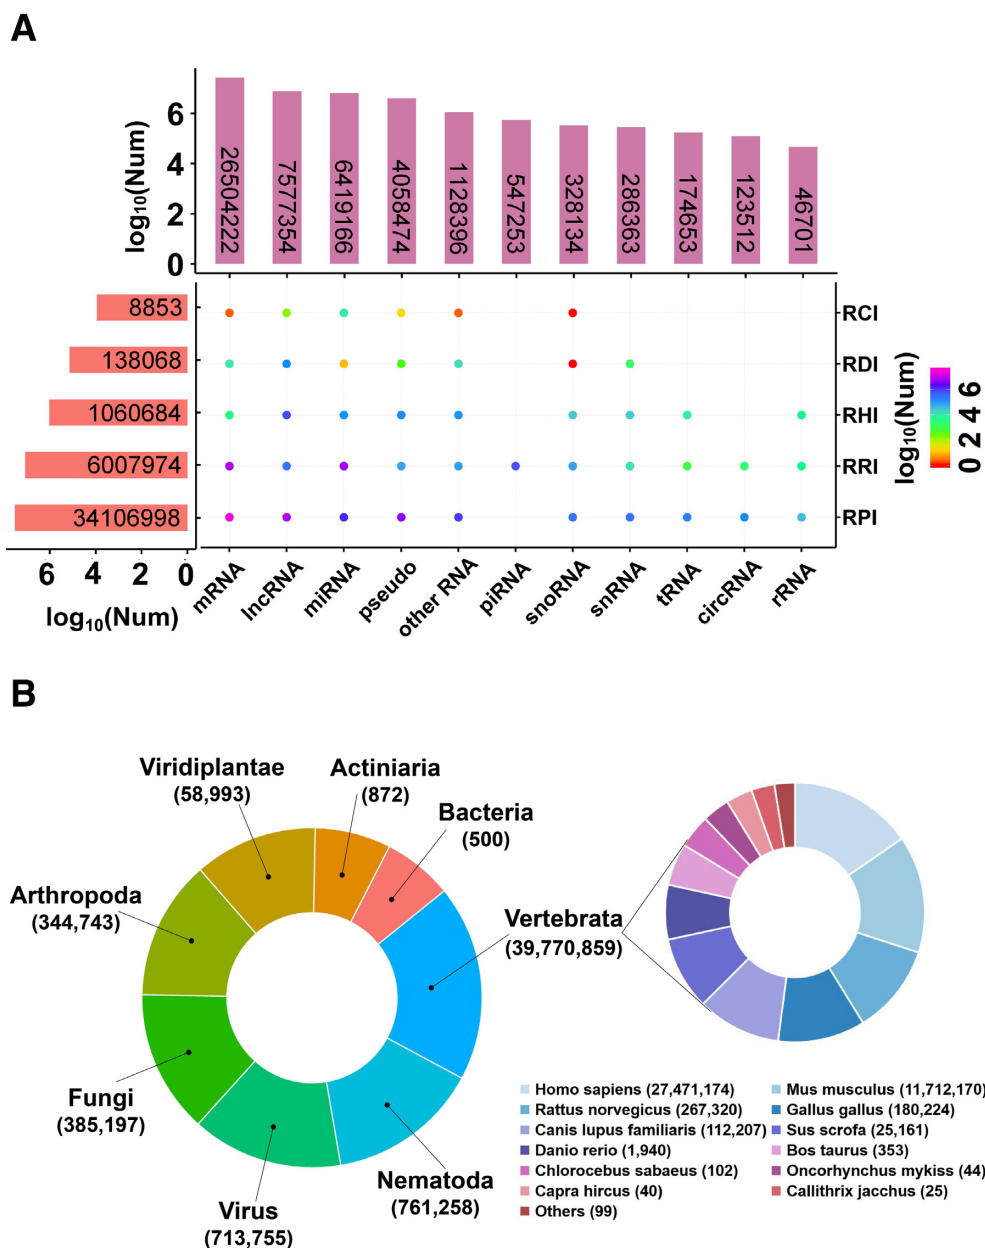 A
log10(Num)
6
4
2
0
26504222
7577354
6419166
4058474
1128396
547253
328134
286363
174653
123512
46701
8853
138068
1060684
6007974
34106998
RCI
RDI
RHI
RRI
RPI
log10(Num)
0 2 4 6
6 4 2 0
log10(Num)
mRNA
lncRNA
miRNA
pseudo
other RNA
piRNA
snoRNA
snRNA
tRNA
circRNA
rRNA
B
Viridiplantae
(58,993)
Actiniaria
(872)
Bacteria
(500)
Arthropoda
(344,743)
Vertebrata
(39,770,859)
Fungi
(385,197)
Virus
(713,755)
Nematoda
(761,258)
Homo sapiens (27,471,174)
Mus musculus (11,712,170)
Rattus norvegicus (267,320)
Gallus gallus (180,224)
Canis lupus familiaris (112,207)
Sus scrofa (25,161)
Danio rerio (1,940)
Bos taurus (353)
Chlorocebus sabaeus (102)
Oncorhynchus mykiss (44)
Capra hircus (40)
Callithrix jacchus (25)
Others (99)